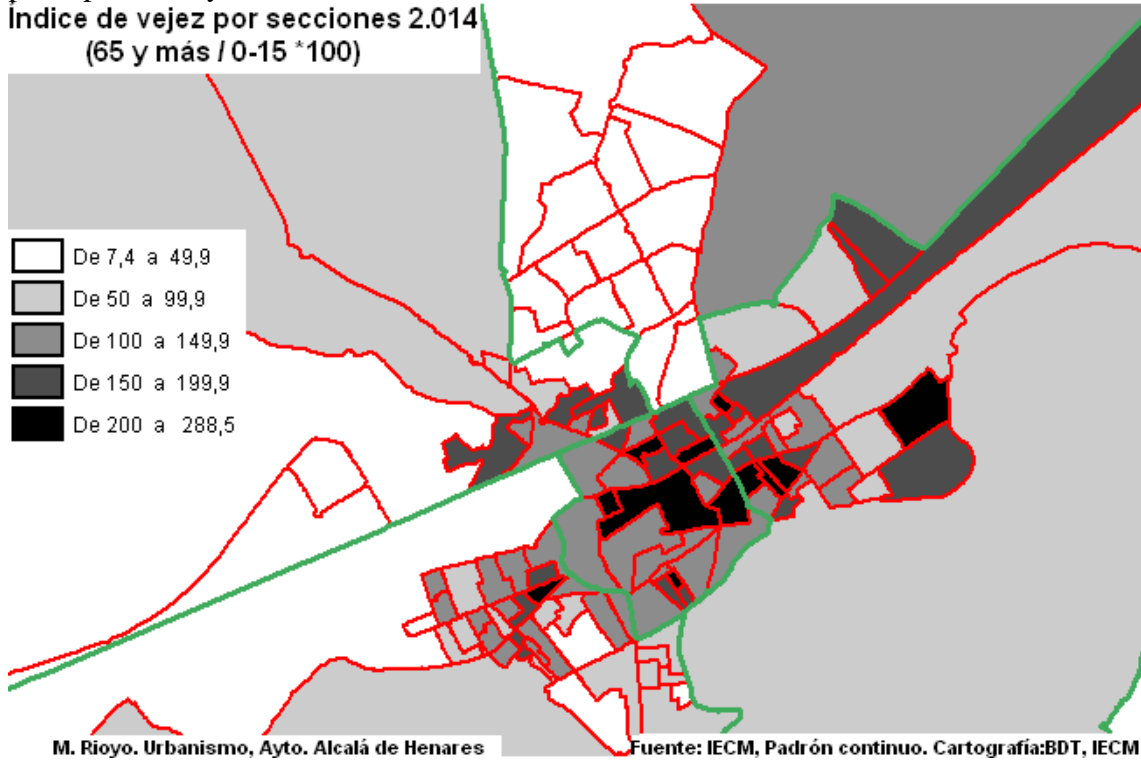 Índice de vejez por secciones 2.014
(65 y más / 0-15 *100)
De 7,4 a 49,9
De 50 a 99,9
De 100 a 149,9
De 150 a 199,9
De 200 a 288,5
M. Rioyo. Urbanismo, Ayto. Alcalá de Henares
Fuente: IECM, Padrón continuo. Cartografía:BDT, IECM